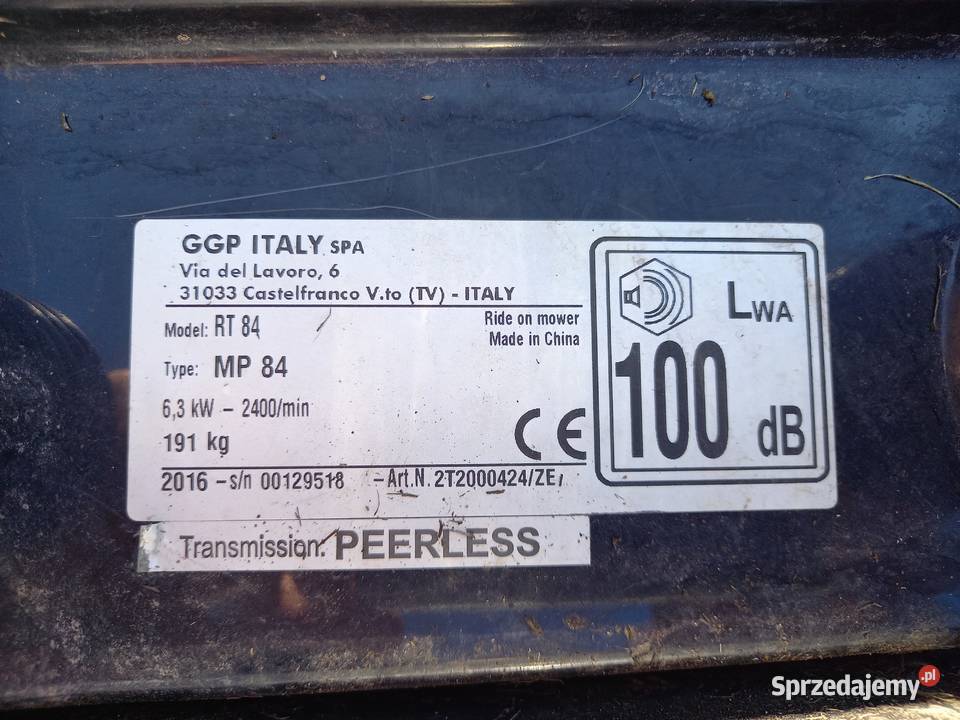 GGP ITALY SPA
Via del Lavoro, 6
31033 Castelfranco V.to (TV) - ITALY
Model: RT 84
Ride on mower
Made in China
Type: MP 84
6,3 kW – 2400/min
191 kg
CE
2016 – s/n 00129518 – Art.N. 2T2000424/ZE
LWA
100 dB
Transmission: PEERLESS
Sprzedajemy.pl